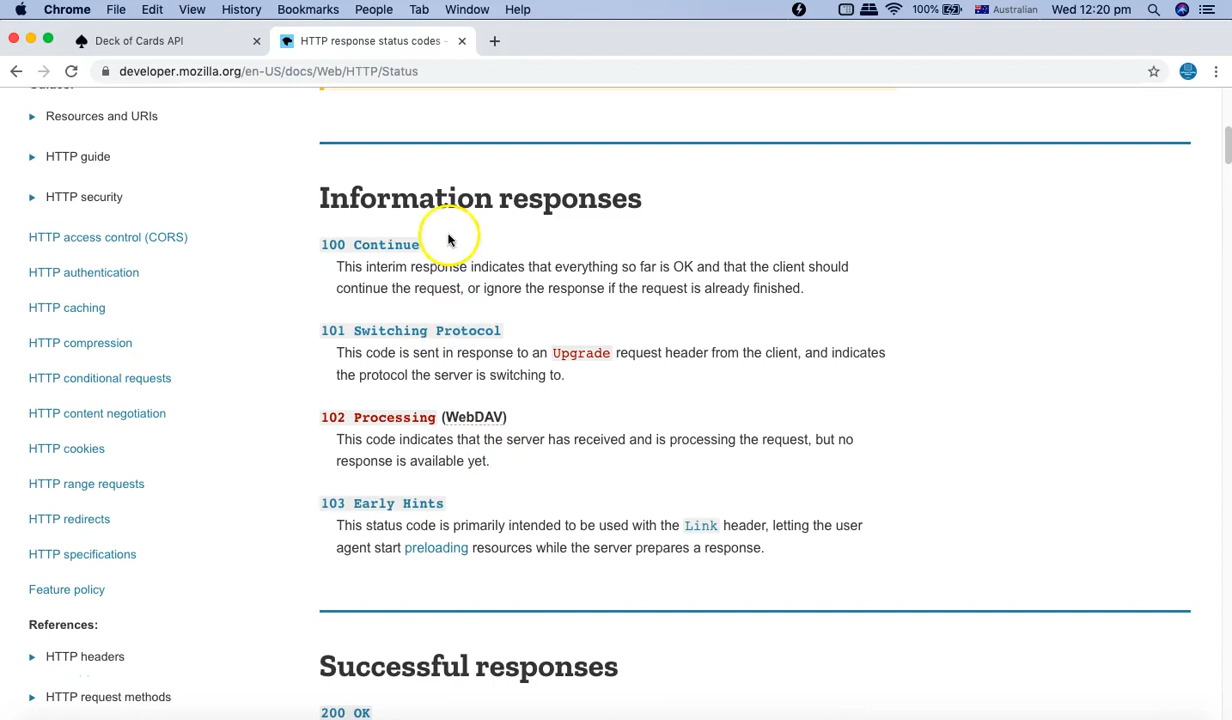 Chrome File Edit View History Bookmarks People Tab Window Help 100% Australian Wed 12:20 pm
Deck of Cards API HTTP response status codes -
developer.mozilla.org/en-US/docs/Web/HTTP/Status
Resources and URIs
HTTP guide
HTTP security
HTTP access control (CORS)
HTTP authentication
HTTP caching
HTTP compression
HTTP conditional requests
HTTP content negotiation
HTTP cookies
HTTP range requests
HTTP redirects
HTTP specifications
Feature policy
References:
HTTP headers
HTTP request methods
Information responses
100 Continue
This interim response indicates that everything so far is OK and that the client should
continue the request, or ignore the response if the request is already finished.
101 Switching Protocol
This code is sent in response to an Upgrade request header from the client, and indicates
the protocol the server is switching to.
102 Processing (WebDAV)
This code indicates that the server has received and is processing the request, but no
response is available yet.
103 Early Hints
This status code is primarily intended to be used with the Link header, letting the user
agent start preloading resources while the server prepares a response.
Successful responses
200 OK